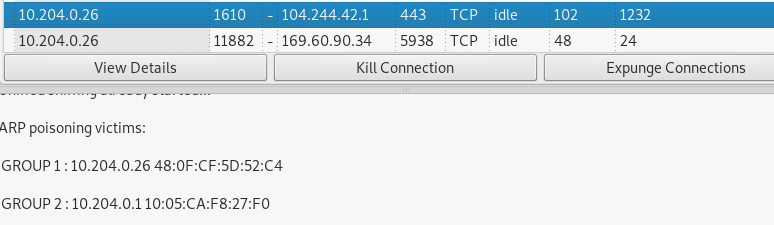 10.204.0.26 1610 - 104.244.42.1 443 TCP idle 102 1232
10.204.0.26 11882 - 169.60.90.34 5938 TCP idle 48 24
View Details Kill Connection Expunge Connections
ARP poisoning victims:
GROUP 1 : 10.204.0.26 48:0F:CF:5D:52:C4
GROUP 2 : 10.204.0.1 10:05:CA:F8:27:F0